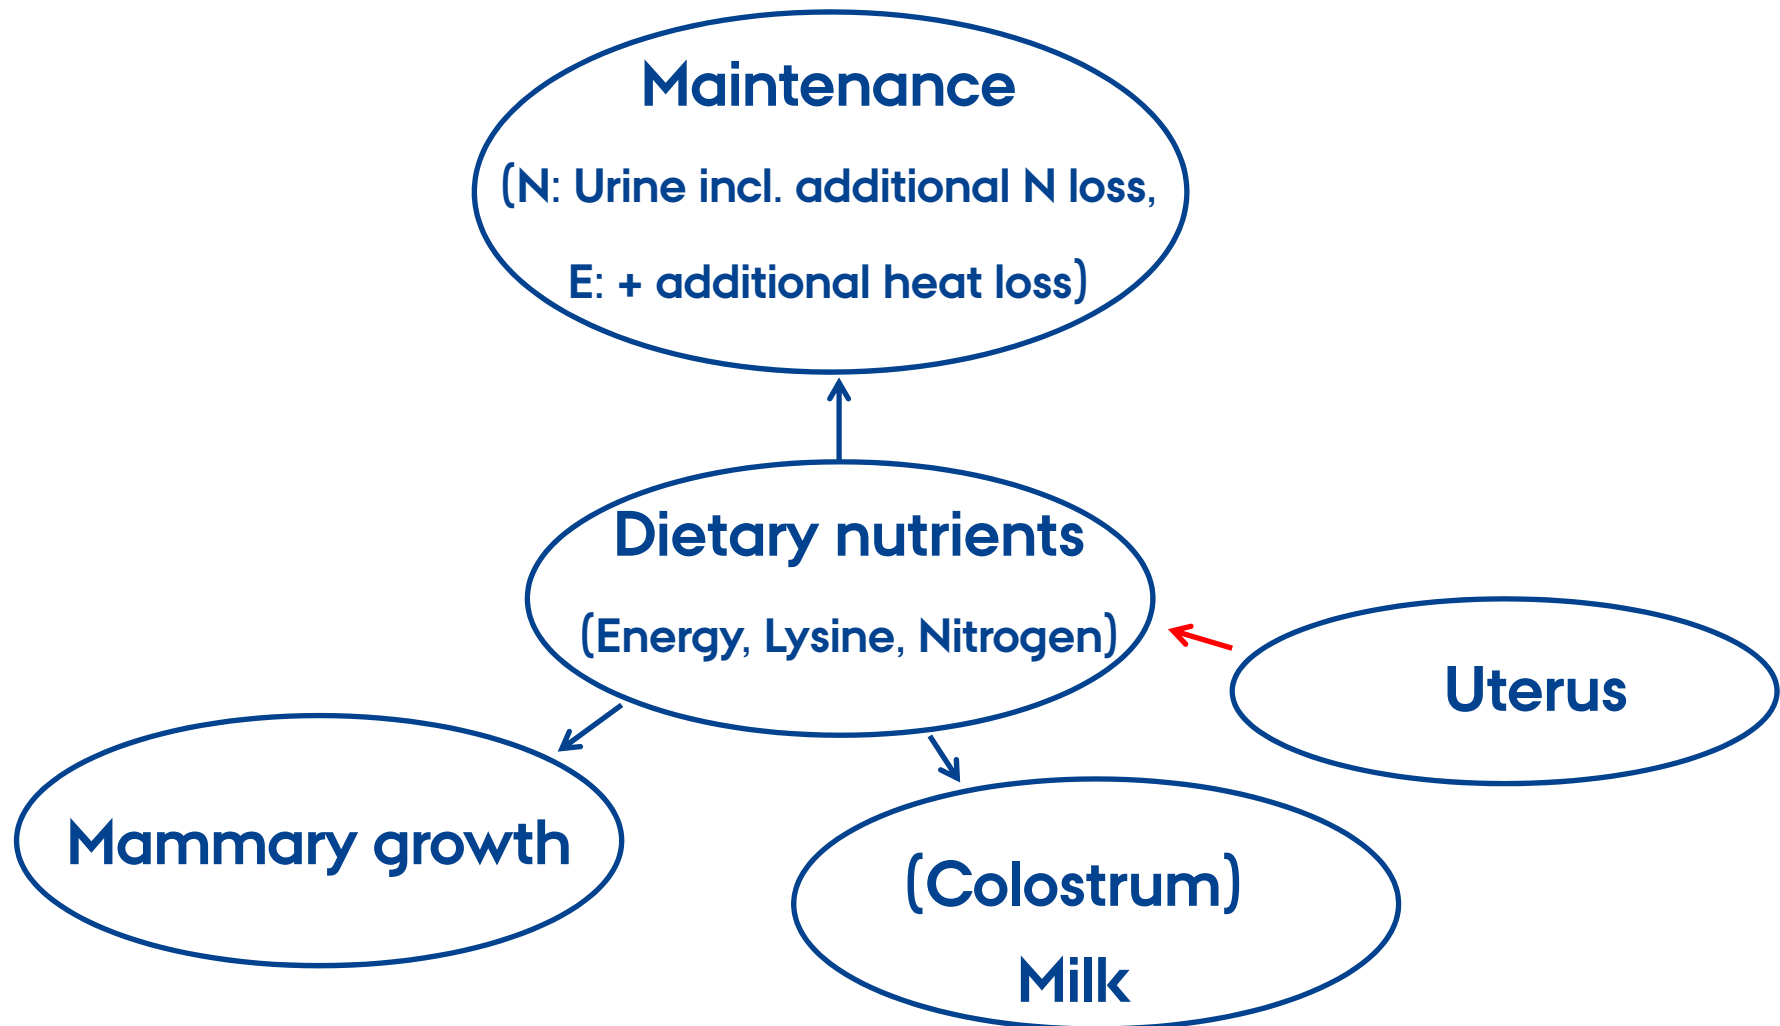 Maintenance
(N: Urine incl. additional N loss,
E: + additional heat loss)
Dietary nutrients
(Energy, Lysine, Nitrogen)
Uterus
Mammary growth
(Colostrum)
Milk